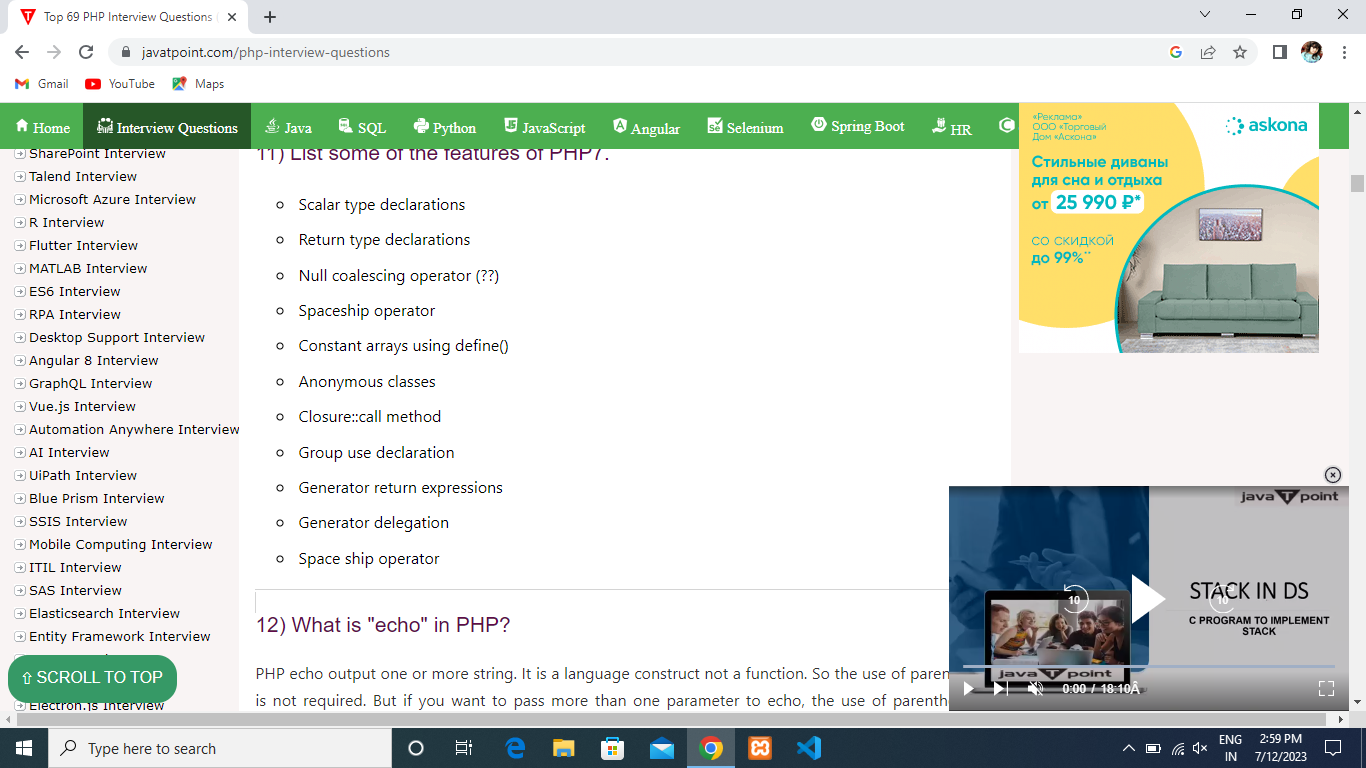 Top 69 PHP Interview Questions
javatpoint.com/php-interview-questions
Gmail
YouTube
Maps
Home
Interview Questions
Java
SQL
Python
JavaScript
Angular
Selenium
Spring Boot
HR
SharePoint Interview
Talend Interview
Microsoft Azure Interview
R Interview
Flutter Interview
MATLAB Interview
ES6 Interview
RPA Interview
Desktop Support Interview
Angular 8 Interview
GraphQL Interview
Vue.js Interview
Automation Anywhere Interview
AI Interview
UiPath Interview
Blue Prism Interview
SSIS Interview
Mobile Computing Interview
ITIL Interview
SAS Interview
Elasticsearch Interview
Entity Framework Interview
⇧ SCROLL TO TOP
Electron.js Interview
11) List some of the features of PHP7.
Scalar type declarations
Return type declarations
Null coalescing operator (??)
Spaceship operator
Constant arrays using define()
Anonymous classes
Closure::call method
Group use declaration
Generator return expressions
Generator delegation
Space ship operator
12) What is "echo" in PHP?
PHP echo output one or more string. It is a language construct not a function. So the use of paren
is not required. But if you want to pass more than one parameter to echo, the use of parenth
«Реклама»
ООО «Торговый
Дом «Аскона»
askona
Стильные диваны
для сна и отдыха
от 25 990 ₽*
СО СКИДКОЙ
до 99%**
java T point
STACK IN DS
C PROGRAM TO IMPLEMENT
STACK
10
10
java T point
0:00 / 18:10Â
Type here to search
ENG
IN
2:59 PM
7/12/2023